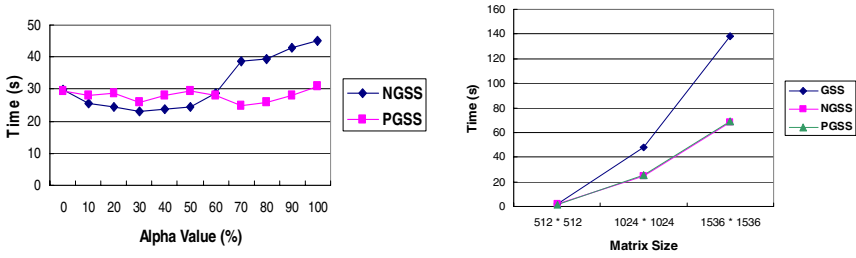 50
40
30
20
10
0
Time (s)
0 10 20 30 40 50 60 70 80 90 100
Alpha Value (%)
NGSS
PGSS
160
140
120
100
80
60
40
20
0
Time (s)
512 * 512 1024 * 1024 1536 * 1536
Matrix Size
GSS
NGSS
PGSS